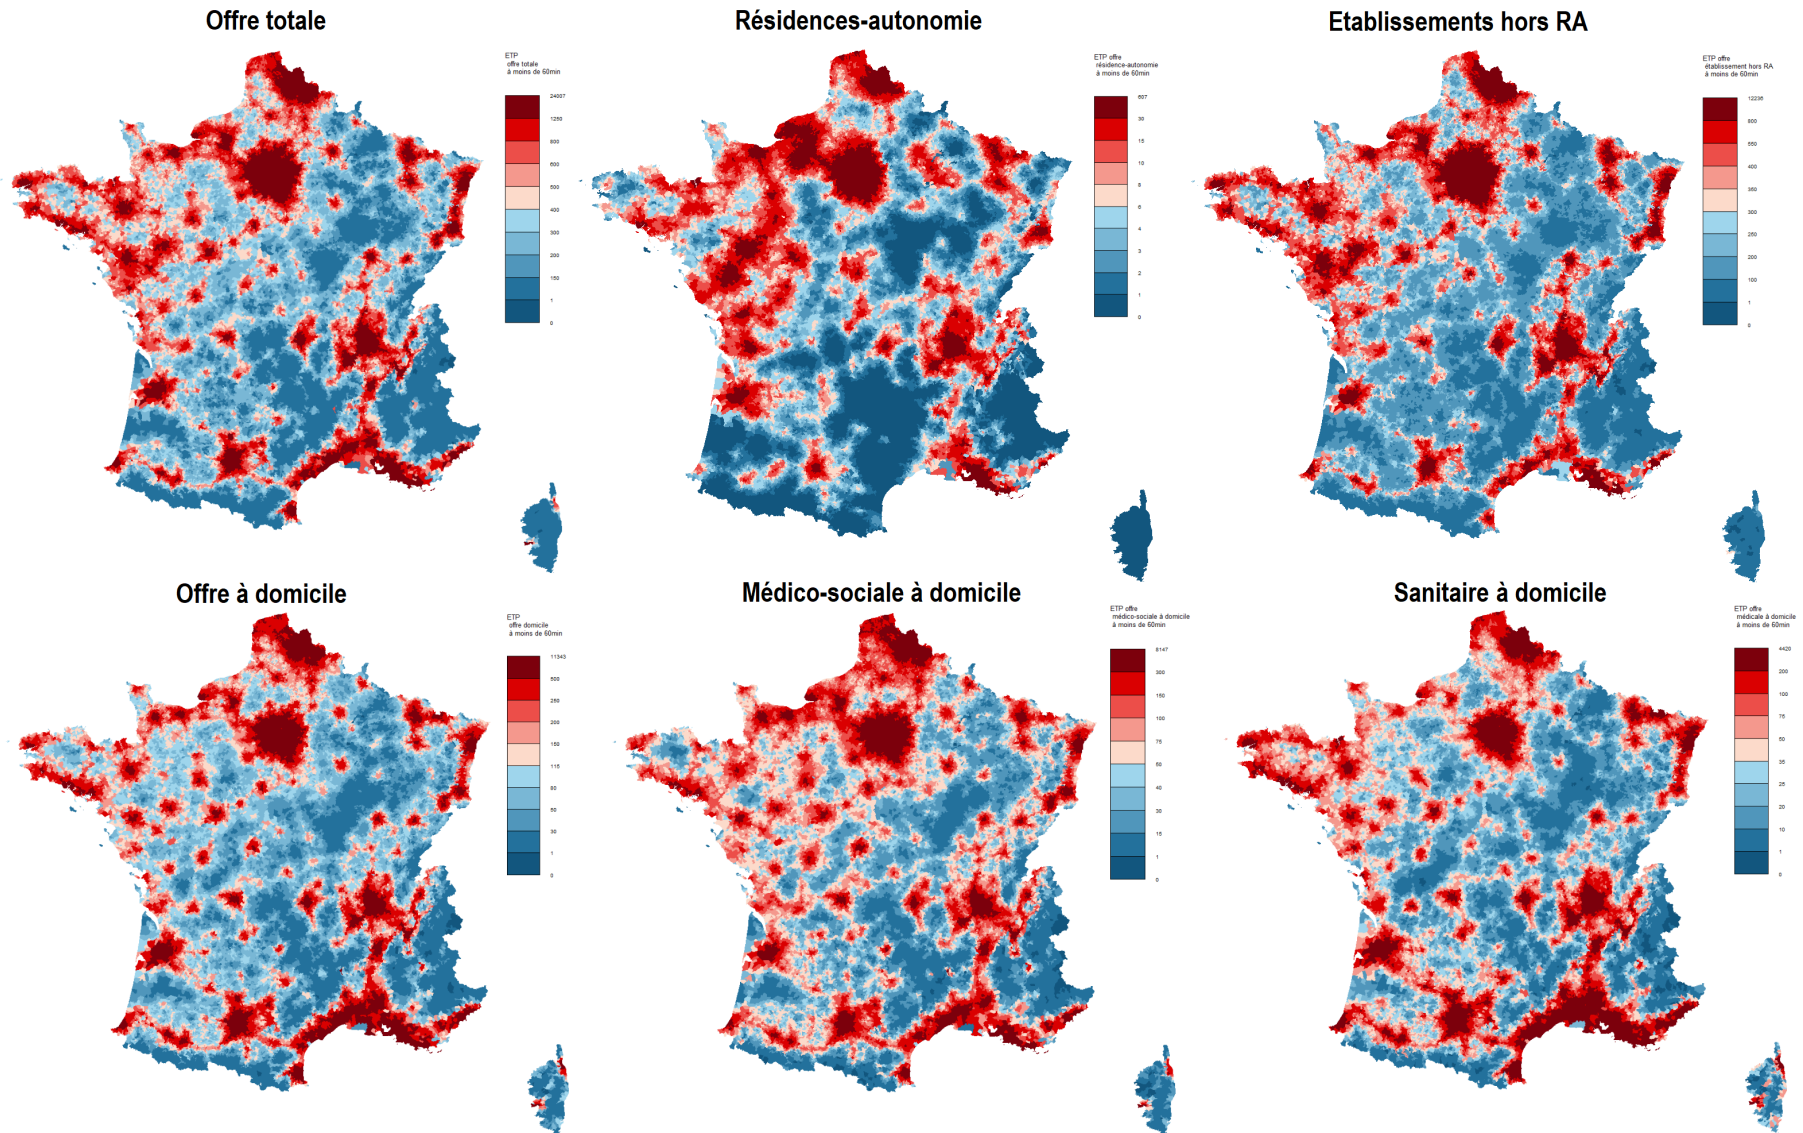 Offre totale
ETP
offre totale
à moins de 60min
24007
1250
800
600
500
400
300
200
150
1
0
Résidences-autonomie
ETP offre
résidence-autonomie
à moins de 60min
607
30
15
10
8
6
4
3
2
1
0
Etablissements hors RA
ETP offre
établissement hors RA
à moins de 60min
12236
800
550
400
350
300
250
200
100
1
0
Offre à domicile
ETP
offre domicile
à moins de 60min
11343
500
280
200
150
115
80
50
30
1
0
Médico-sociale à domicile
ETP offre
médico-sociale à domicile
à moins de 60min
8147
300
150
100
75
50
40
30
15
1
0
Sanitaire à domicile
ETP offre
médicale à domicile
à moins de 60min
4420
200
100
75
50
35
25
20
10
1
0